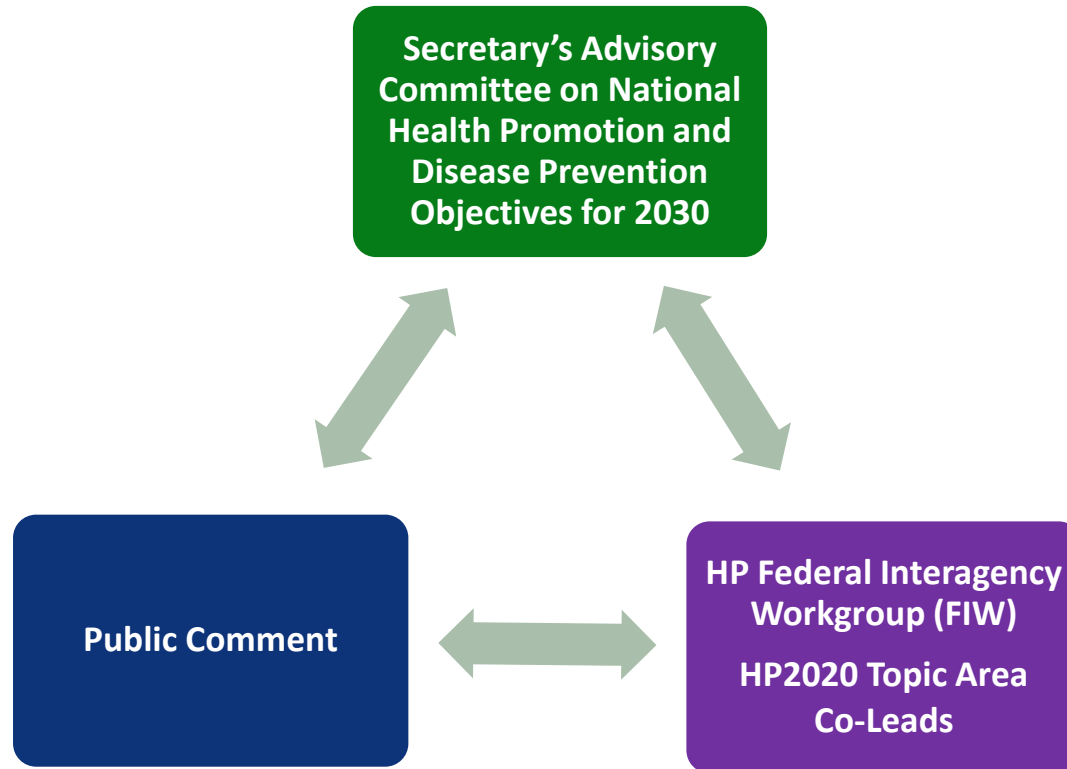 Secretary’s Advisory
Committee on National
Health Promotion and
Disease Prevention
Objectives for 2030
Public Comment
HP Federal Interagency
Workgroup (FIW)
HP2020 Topic Area
Co-Leads